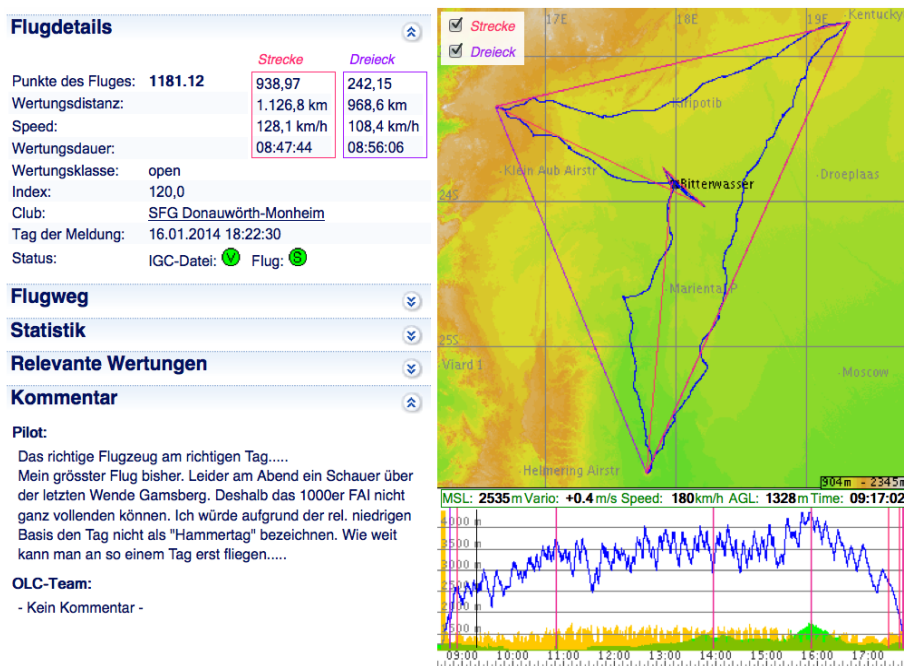 Flugdetails
Strecke Dreieck
Punkte des Fluges: 1181.12 938,97 242,15
Wertungsdistanz: 1.126,8 km 968,6 km
Speed: 128,1 km/h 108,4 km/h
Wertungsdauer: 08:47:44 08:56:06
Wertungsklasse: open
Index: 120,0
Club: SFG Donauwörth-Monheim
Tag der Meldung: 16.01.2014 18:22:30
Status: IGC-Datei: V Flug: S
Flugweg
Statistik
Relevante Wertungen
Kommentar
Pilot:
Das richtige Flugzeug am richtigen Tag.....
Mein grösster Flug bisher. Leider am Abend ein Schauer über
der letzten Wende Gamsberg. Deshalb das 1000er FAI nicht
ganz vollenden können. Ich würde aufgrund der rel. niedrigen
Basis den Tag nicht als "Hammertag" bezeichnen. Wie weit
kann man an so einem Tag erst fliegen.....
OLC-Team:
- Kein Kommentar -
Strecke
Dreieck
17E 18E 19E
Kentucky
Kiripotib
Klein Aub Airstr
Bitterwasser
Droeplaas
24S
Mariental P
25S
Viard 1
Moscow
Helmering Airstr
904m - 2345m
MSL: 2535m Vario: +0.4 m/s Speed: 180km/h AGL: 1328m Time: 09:17:02
4000 m
3500 m
3000 m
2500 m
2000 m
1500 m
09:00 10:00 11:00 12:00 13:00 14:00 15:00 16:00 17:00